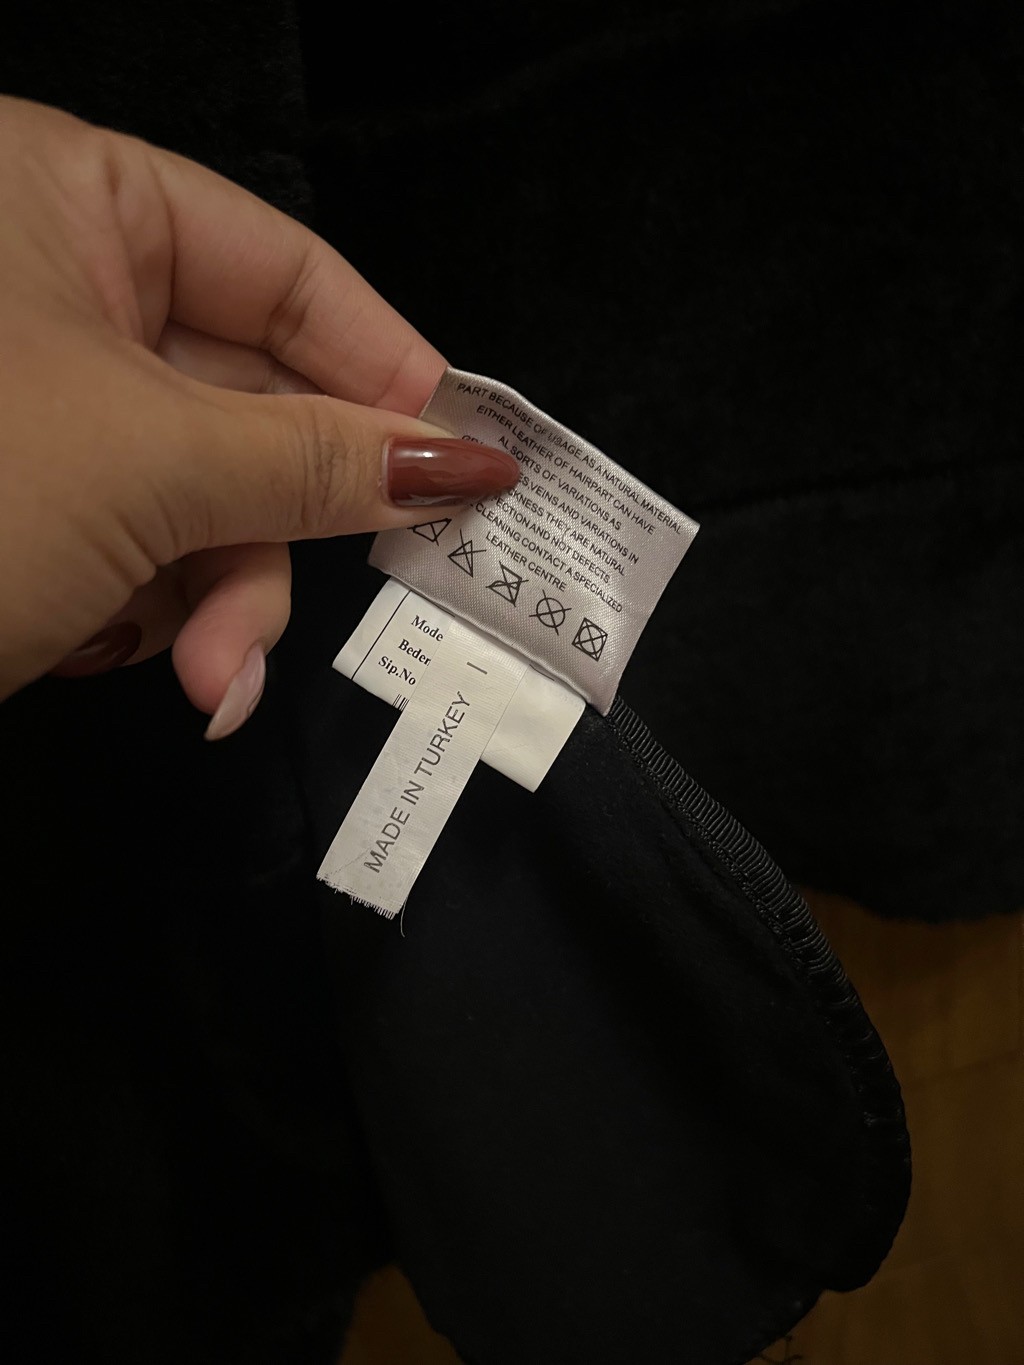 PART BECAUSE OF USAGE AS A NATURAL MATERIAL
EITHER LEATHER OF HAIRPART CAN HAVE
AL SORTS OF VARIATIONS AS
VEINS AND VARIATIONS IN
THEY ARE NATURAL
AND NOT DEFECTS
CLEANING CONTACT A SPECIALIZED
LEATHER CENTRE
Mode
Beden
Sip.No
MADE IN TURKEY